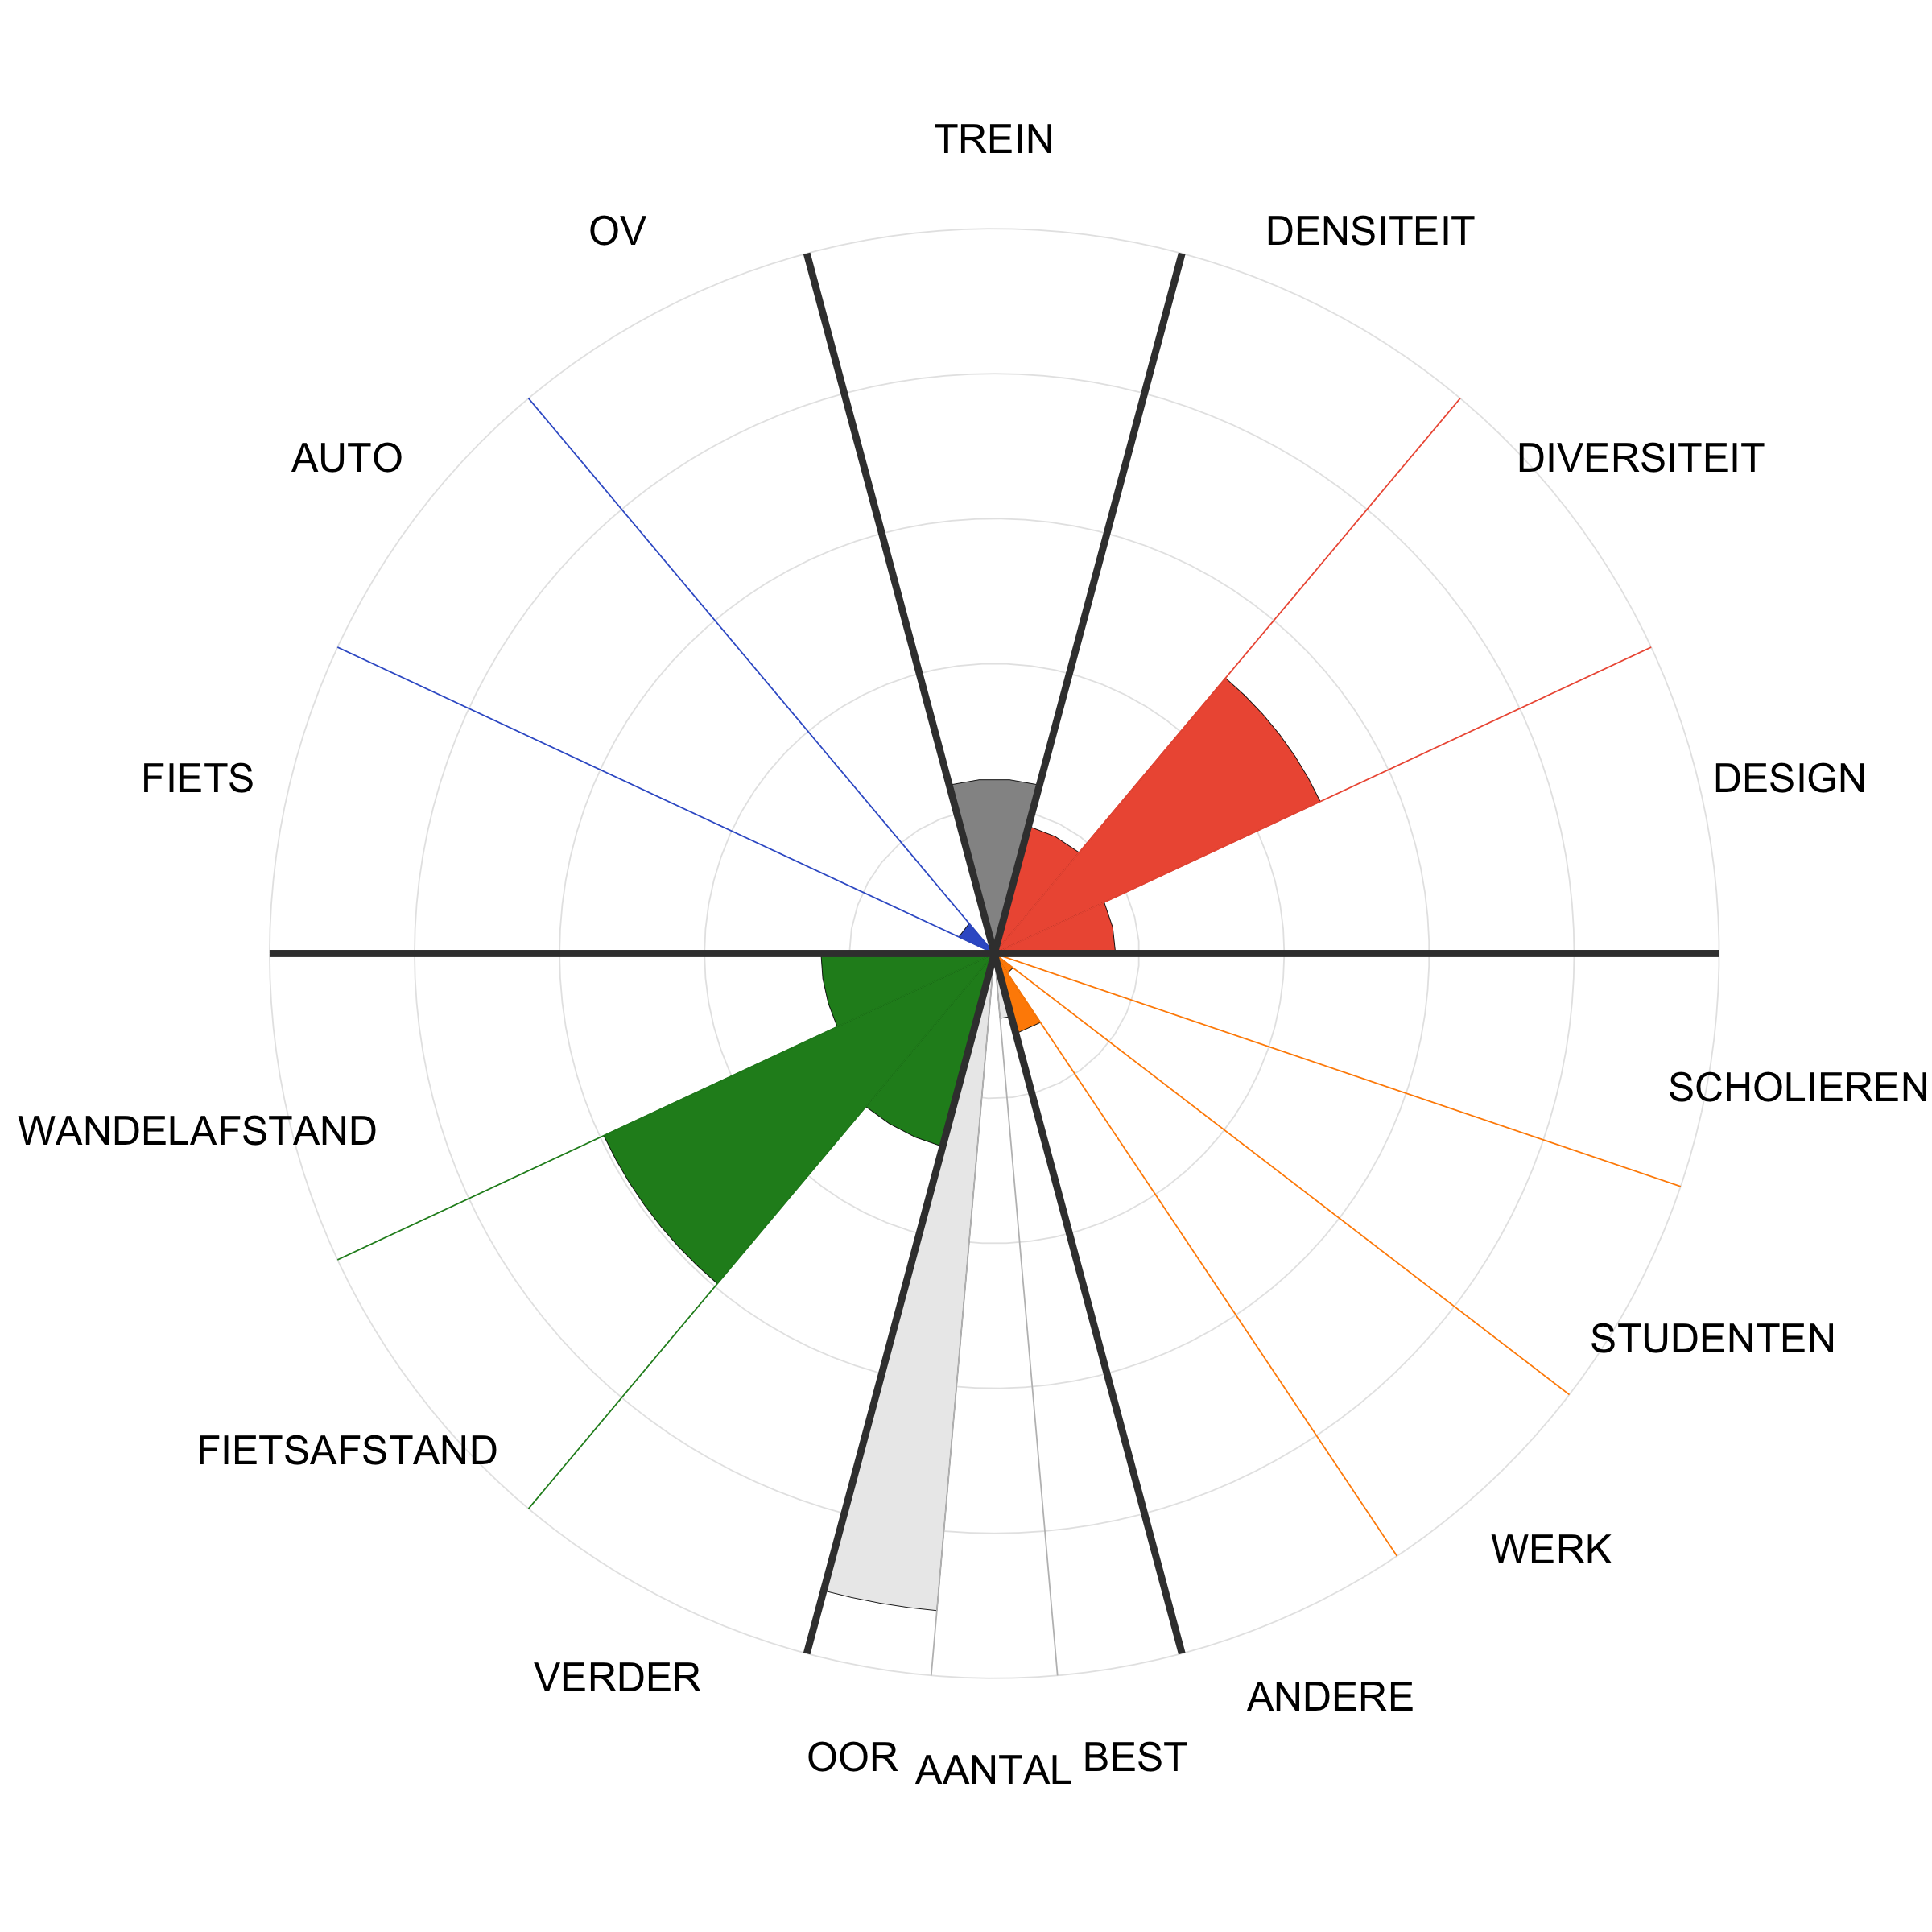 TREIN
OV
DENSITEIT
AUTO
DIVERSITEIT
FIETS
DESIGN
SCHOLIEREN
WANDELAFSTAND
STUDENTEN
FIETSAFSTAND
WERK
VERDER
ANDERE
OOR
AANTAL
BEST